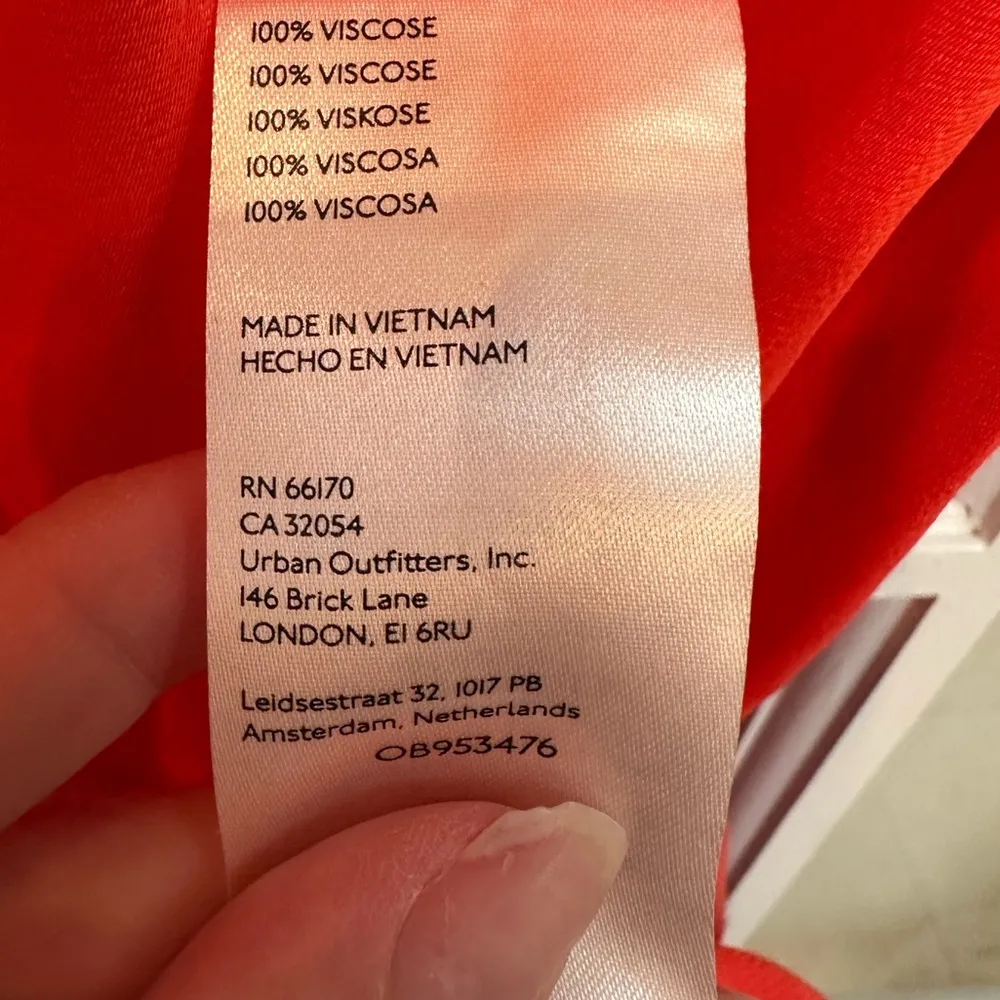 100% VISCOSE
100% VISCOSE
100% VISKOSE
100% VISCOSA
100% VISCOSA
MADE IN VIETNAM
HECHO EN VIETNAM
RN 66170
CA 32054
Urban Outfitters, Inc.
146 Brick Lane
LONDON, E1 6RU
Leidsestraat 32, 1017 PB
Amsterdam, Netherlands
OB953476